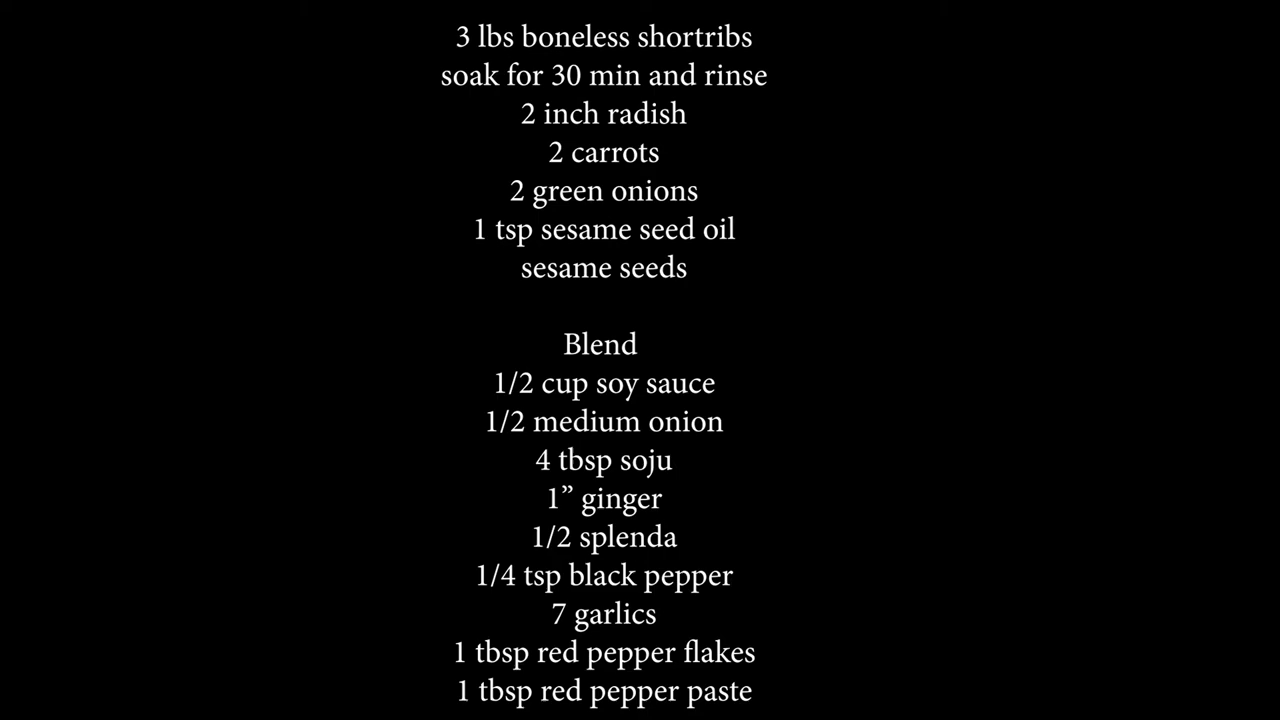 3 lbs boneless shortribs
soak for 30 min and rinse
2 inch radish
2 carrots
2 green onions
1 tsp sesame seed oil
sesame seeds
Blend
1/2 cup soy sauce
1/2 medium onion
4 tbsp soju
1” ginger
1/2 splenda
1/4 tsp black pepper
7 garlics
1 tbsp red pepper flakes
1 tbsp red pepper paste